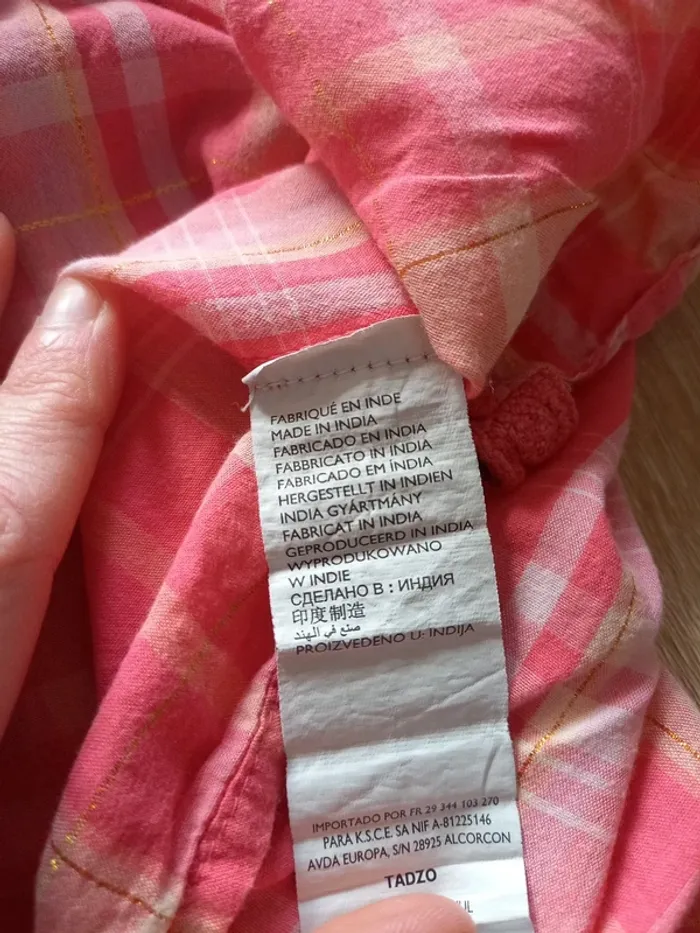 FABRIQUÉ EN INDE
MADE IN INDIA
FABRICADO EN INDIA
FABBRICATO IN INDIA
FABRICADO EM ÍNDIA
HERGESTELLT IN INDIEN
INDIA GYÁRTMÁNY
FABRICAT IN INDIA
GEPRODUCEERD IN INDIA
WYPRODUKOWANO
W INDIE
СДЕЛАНО В : ИНДИЯ
印度制造
صنع في الهند
PROIZVEDENO U: INDIJA
IMPORTADO POR FR 29 344 103 270
PARA K.S.C.E. SA NIF A-81225146
AVDA EUROPA, S/N 28925 ALCORCON
TADZO